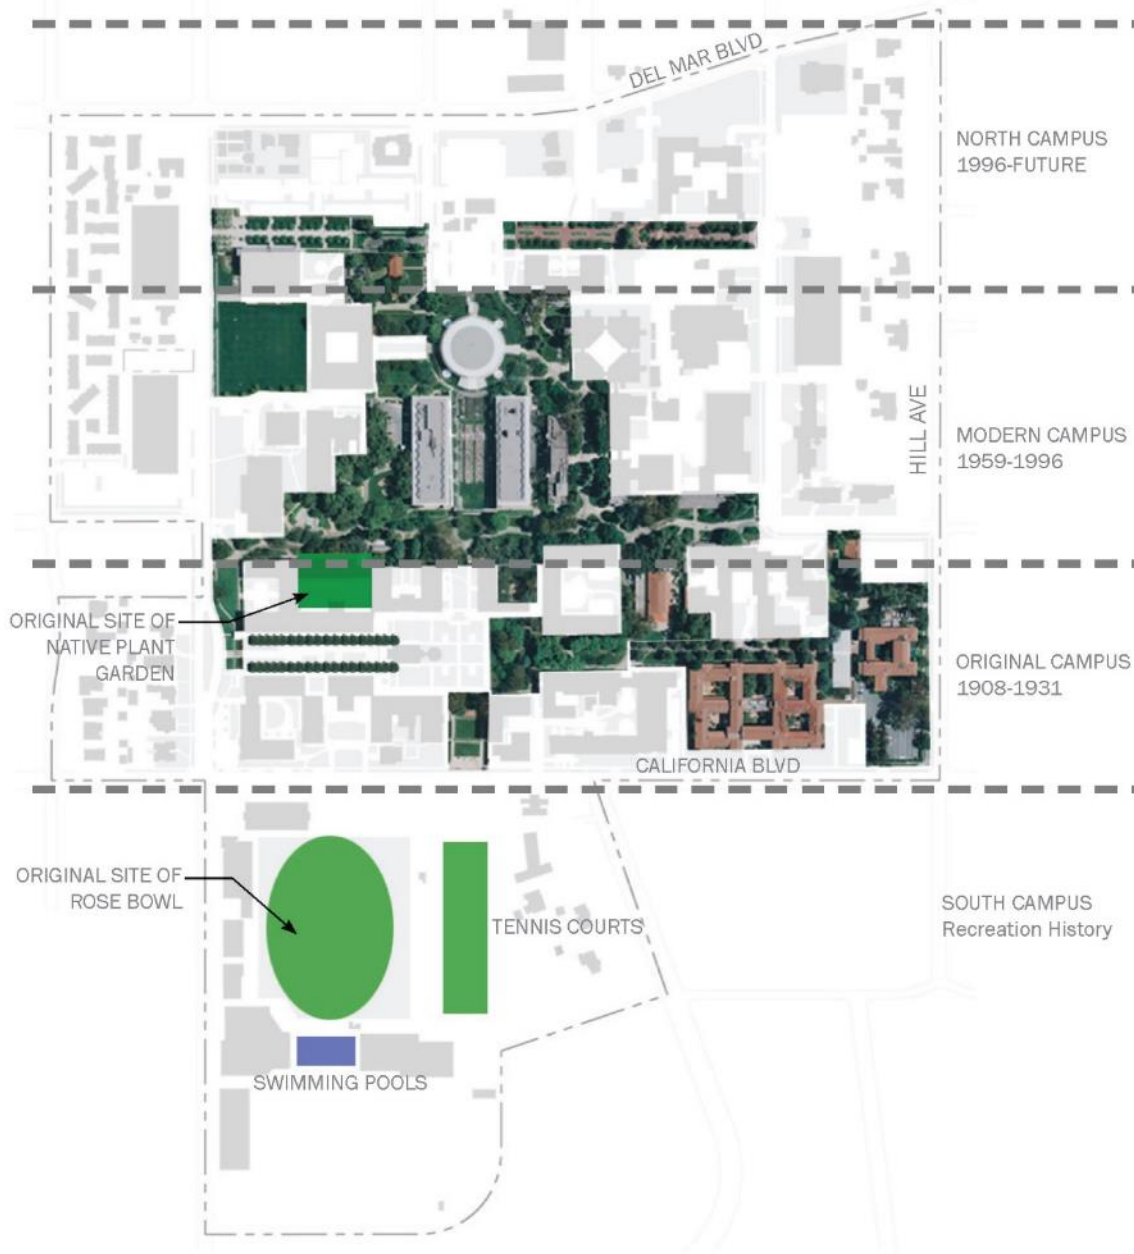 DEL MAR BLVD
NORTH CAMPUS
1996-FUTURE
HILL AVE
MODERN CAMPUS
1959-1996
ORIGINAL SITE OF
NATIVE PLANT
GARDEN
ORIGINAL CAMPUS
1908-1931
CALIFORNIA BLVD
ORIGINAL SITE OF
ROSE BOWL
TENNIS COURTS
SOUTH CAMPUS
Recreation History
SWIMMING POOLS